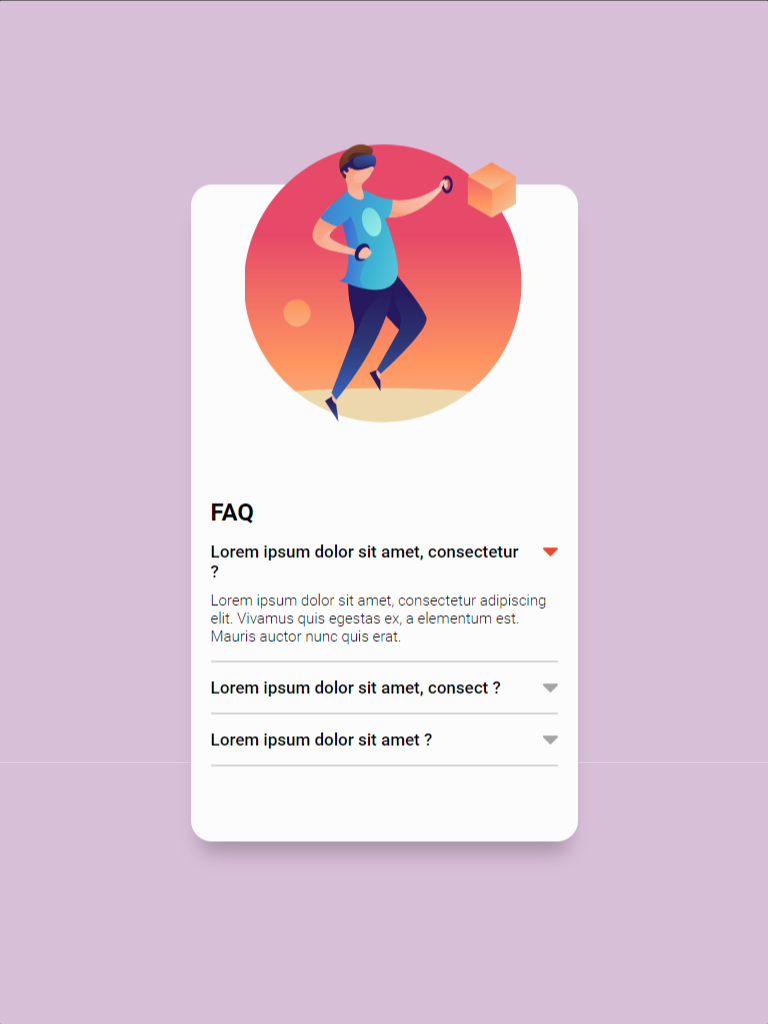 FAQ
Lorem ipsum dolor sit amet, consectetur
?
Lorem ipsum dolor sit amet, consectetur adipiscing
elit. Vivamus quis egestas ex, a elementum est.
Mauris auctor nunc quis erat.
Lorem ipsum dolor sit amet, consect ?
Lorem ipsum dolor sit amet ?